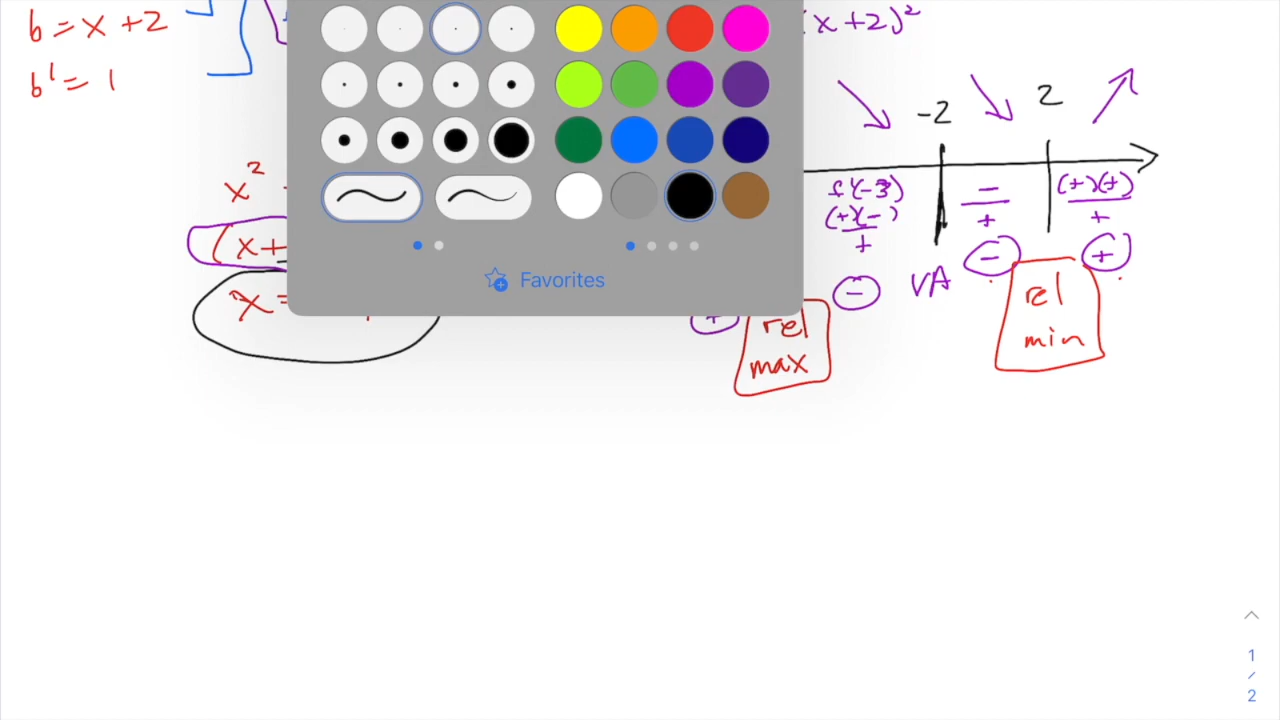 b = x + 2
(x+2)²
b' = 1
-2
2
x²
f'(-3)
(+)(-)
+
=
+
(+)(+)
+
(x+
-
+
x =
-
VA
rel
min
+
rel
max
Favorites
1
/
2